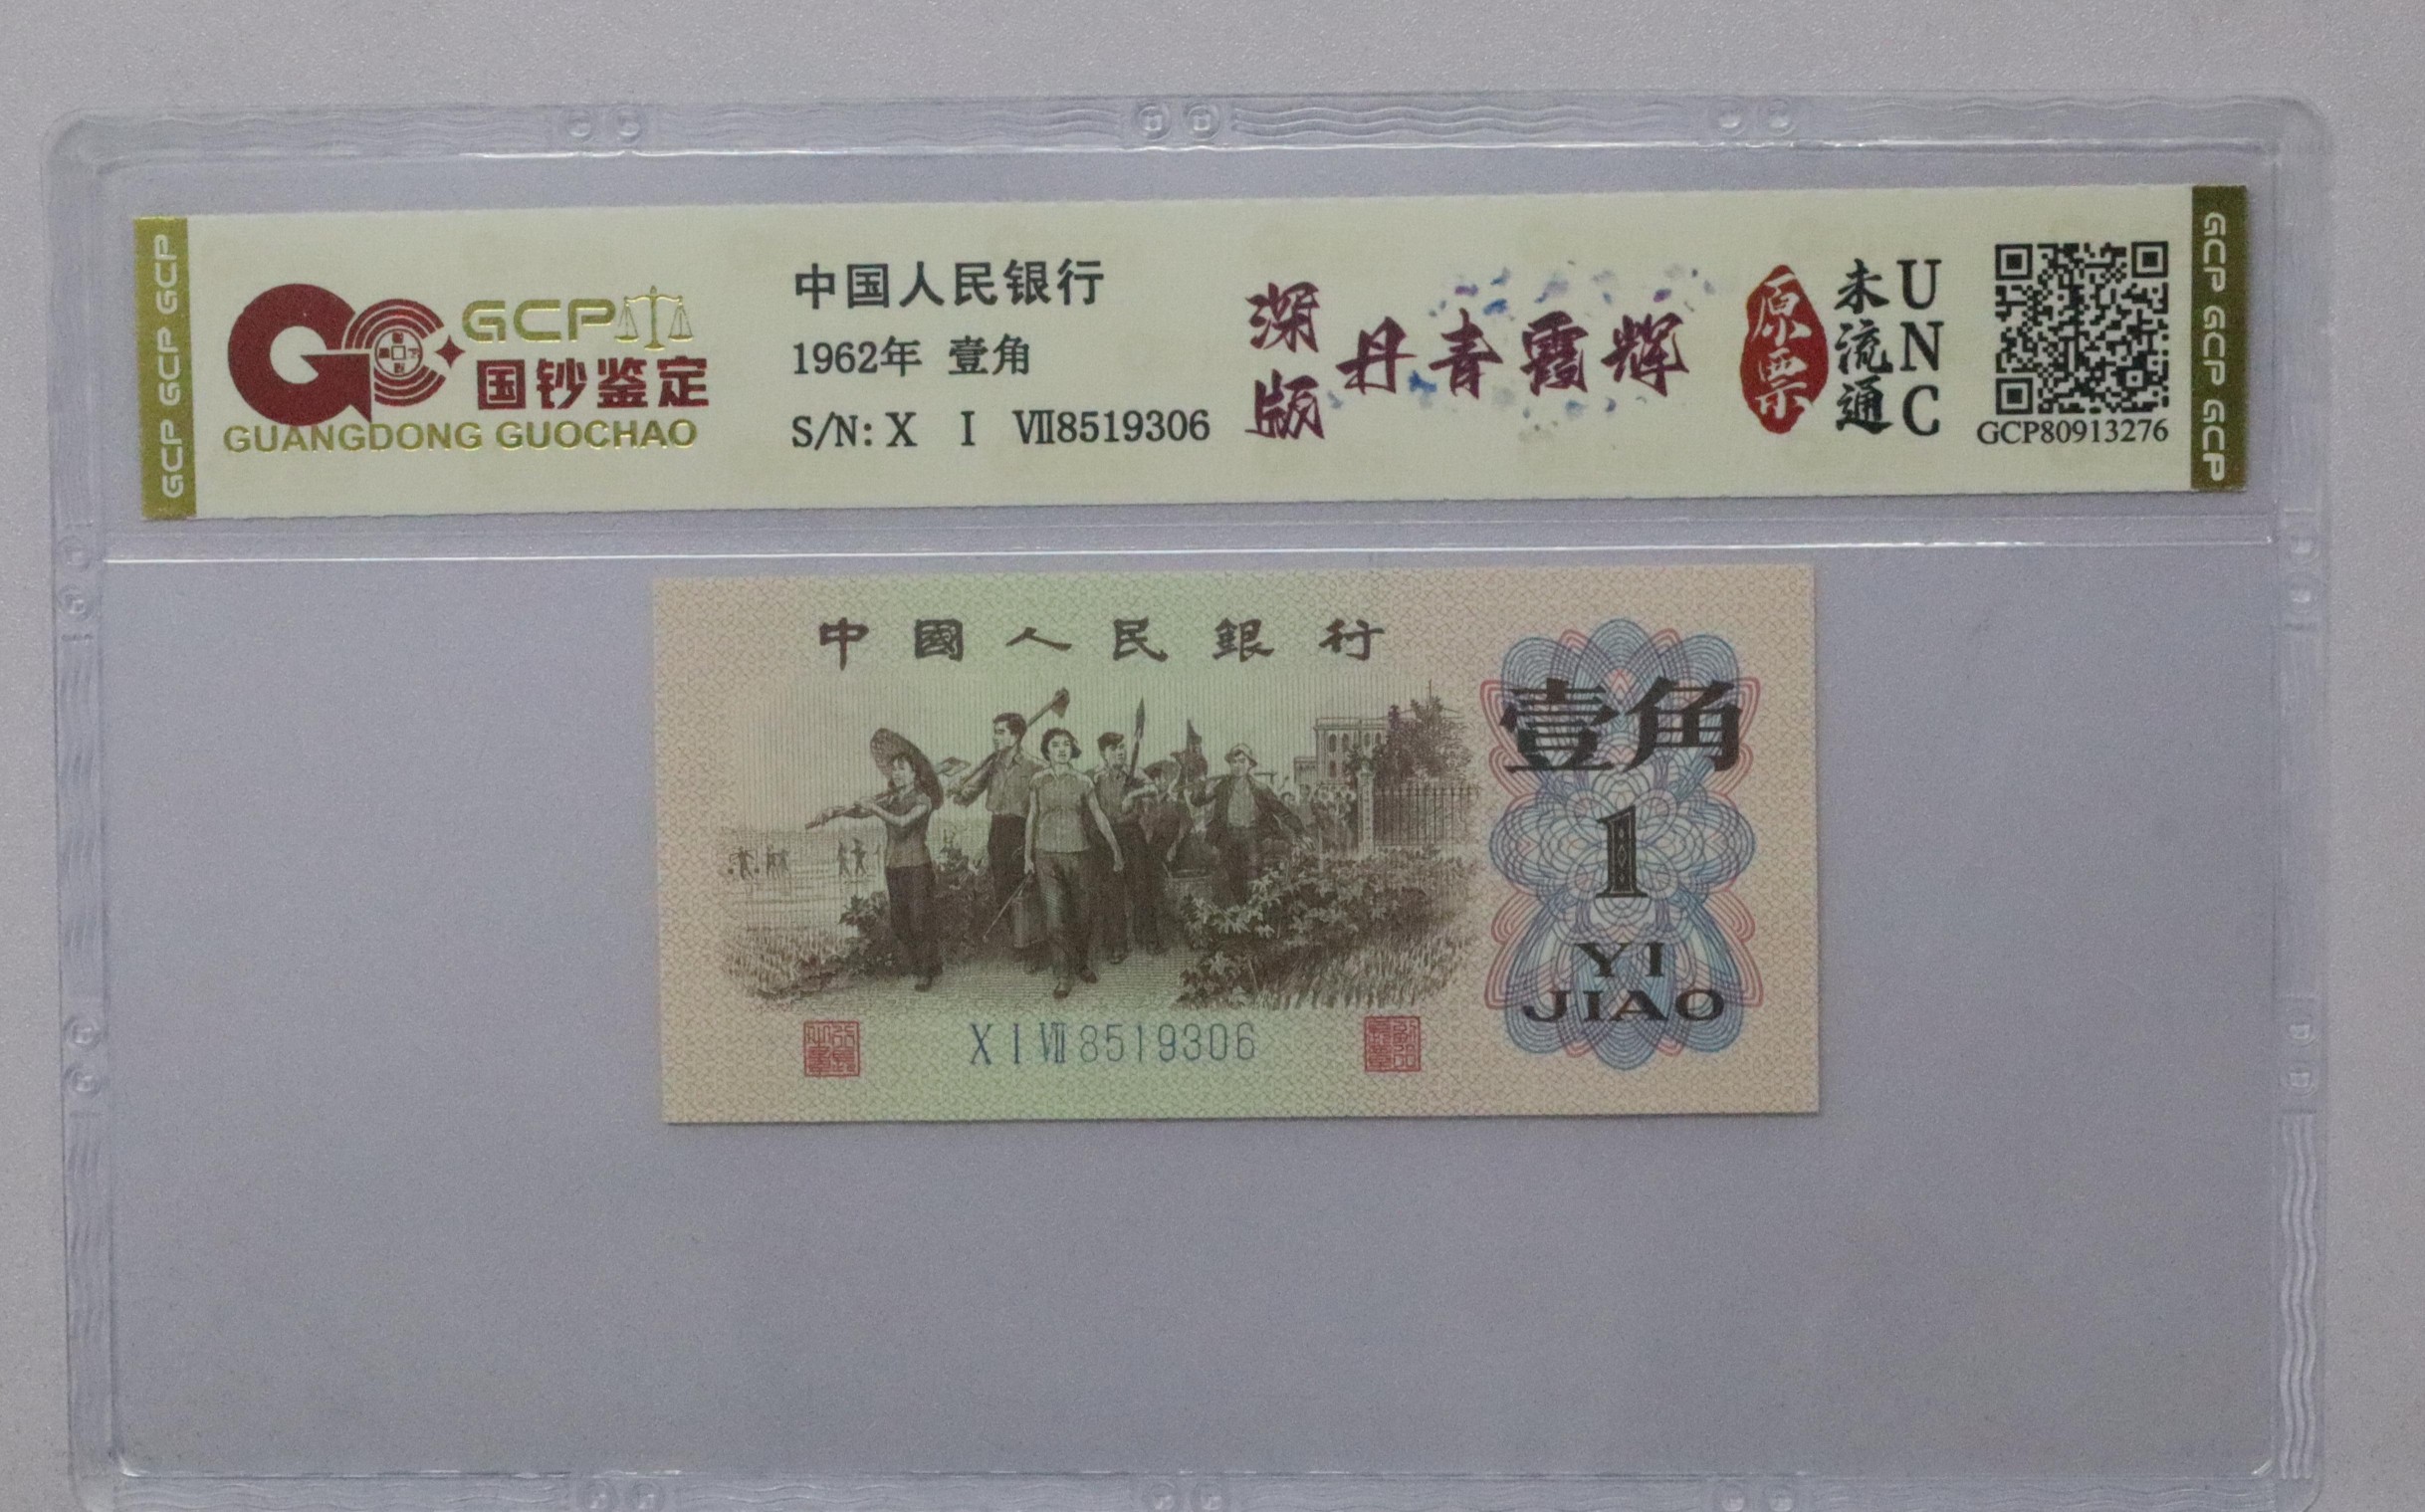 GCP GCP GCP
GCP
国钞鉴定
GUANGDONG GUOCHAO
中国人民银行
1962年 壹角
S/N: X I Ⅶ8519306
深版
丹青霞辉
原票
未流通
UNC
GCP80913276
GCP GCP GCP
中國人民銀行
壹角
1
YI
JIAO
X I Ⅶ 8519306